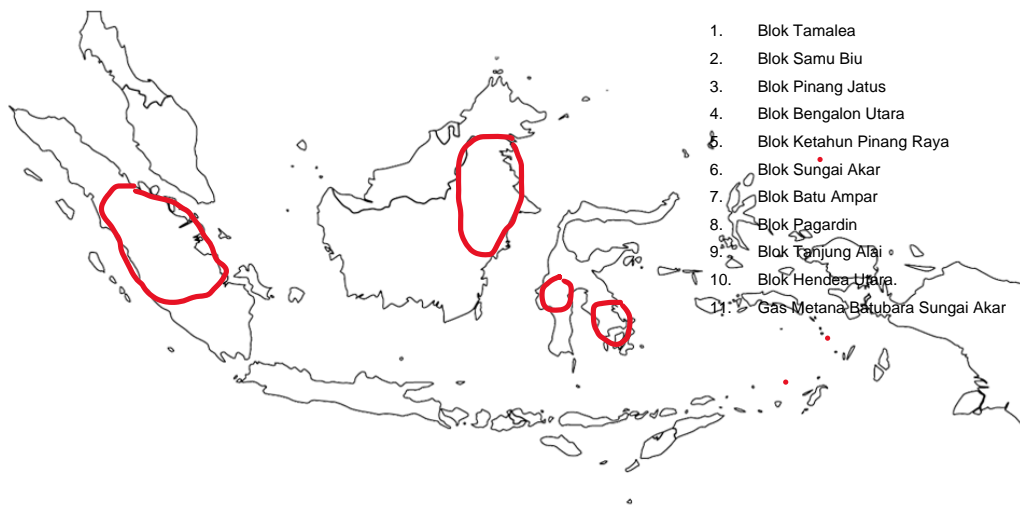 1. Blok Tamalea
2. Blok Samu Biu
3. Blok Pinang Jatus
4. Blok Bengalon Utara
5. Blok Ketahun Pinang Raya
6. Blok Sungai Akar
7. Blok Batu Ampar
8. Blok Pagardin
9. Blok Tanjung Alai
10. Blok Hendea Utara.
11. Gas Metana Batubara Sungai Akar